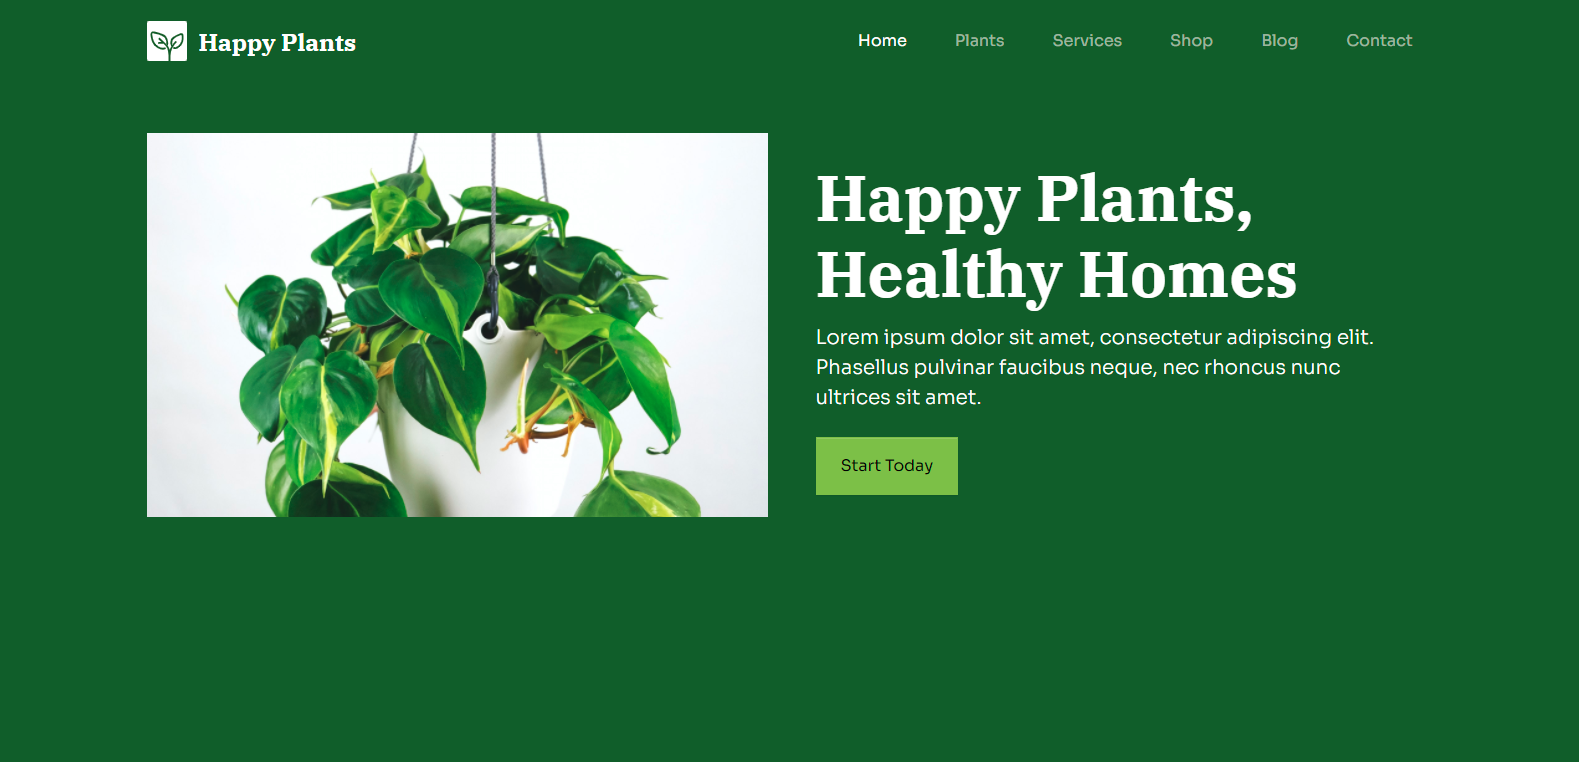 Happy Plants
Home
Plants
Services
Shop
Blog
Contact
Happy Plants,
Healthy Homes
Lorem ipsum dolor sit amet, consectetur adipiscing elit.
Phasellus pulvinar faucibus neque, nec rhoncus nunc
ultrices sit amet.
Start Today